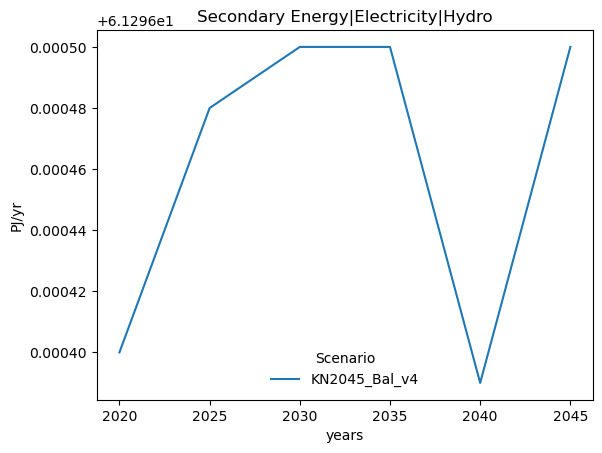 Secondary Energy|Electricity|Hydro
+6.1296e1
0.00050
0.00048
0.00046
0.00044
0.00042
0.00040
PJ/yr
Scenario
KN2045_Bal_v4
2020 2025 2030 2035 2040 2045
years